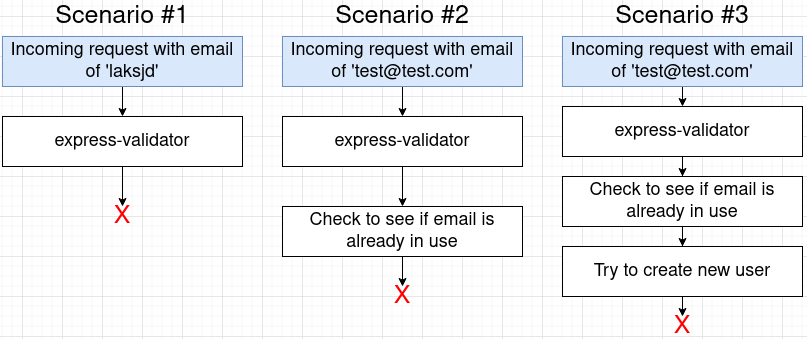 Scenario #1
Incoming request with email
of 'laksjd'
express-validator
X
Scenario #2
Incoming request with email
of 'test@test.com'
express-validator
Check to see if email is
already in use
X
Scenario #3
Incoming request with email
of 'test@test.com'
express-validator
Check to see if email is
already in use
Try to create new user
X